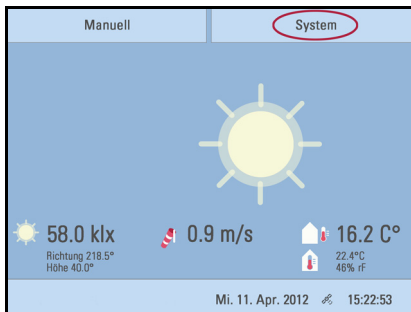 Manuell
System
58.0 klx
Richtung 218.5°
Höhe 40.0°
0.9 m/s
16.2 C°
22.4°C
46% rF
Mi. 11. Apr. 2012
15:22:53